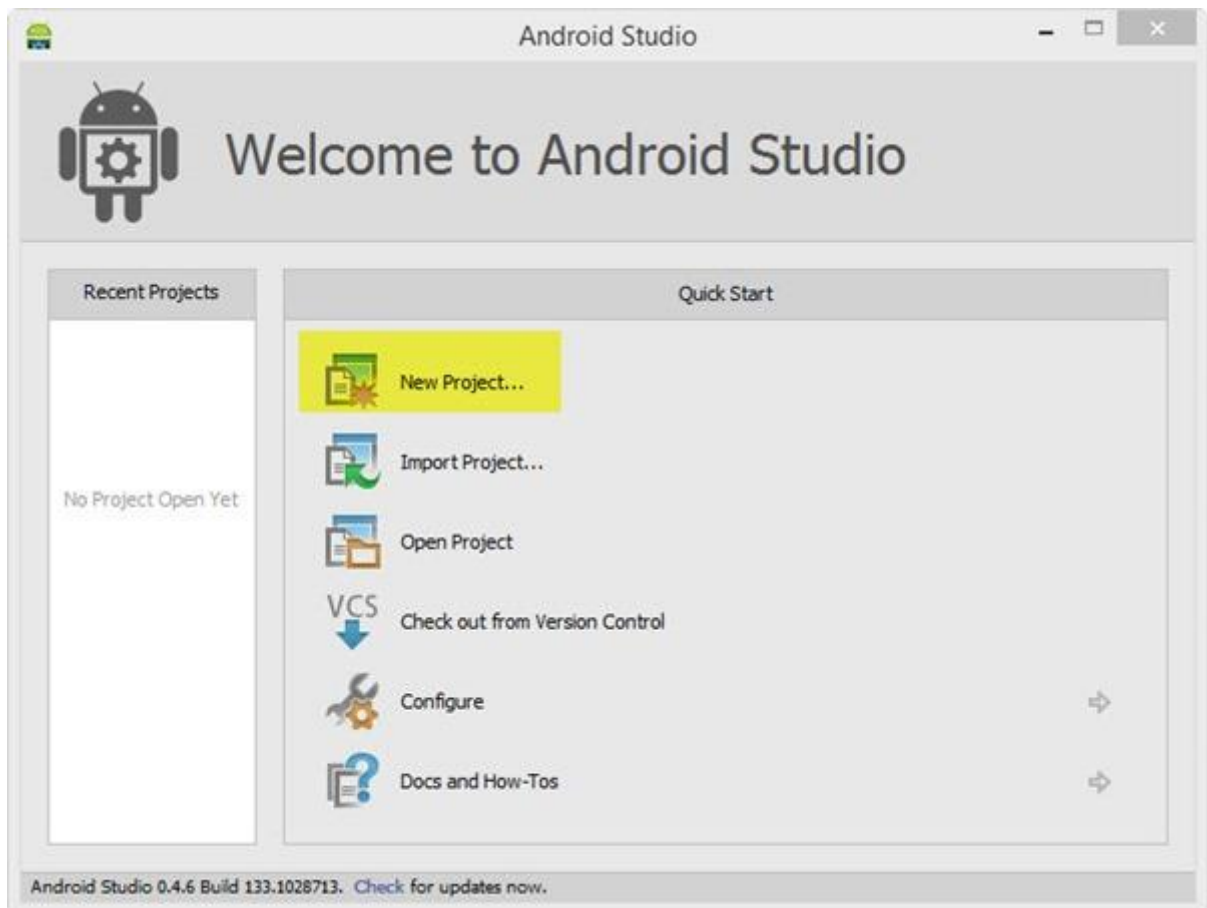 Android Studio
Welcome to Android Studio
Recent Projects
No Project Open Yet
Quick Start
New Project...
Import Project...
Open Project
VCS
Check out from Version Control
Configure
Docs and How-Tos
Android Studio 0.4.6 Build 133.1028713. Check for updates now.